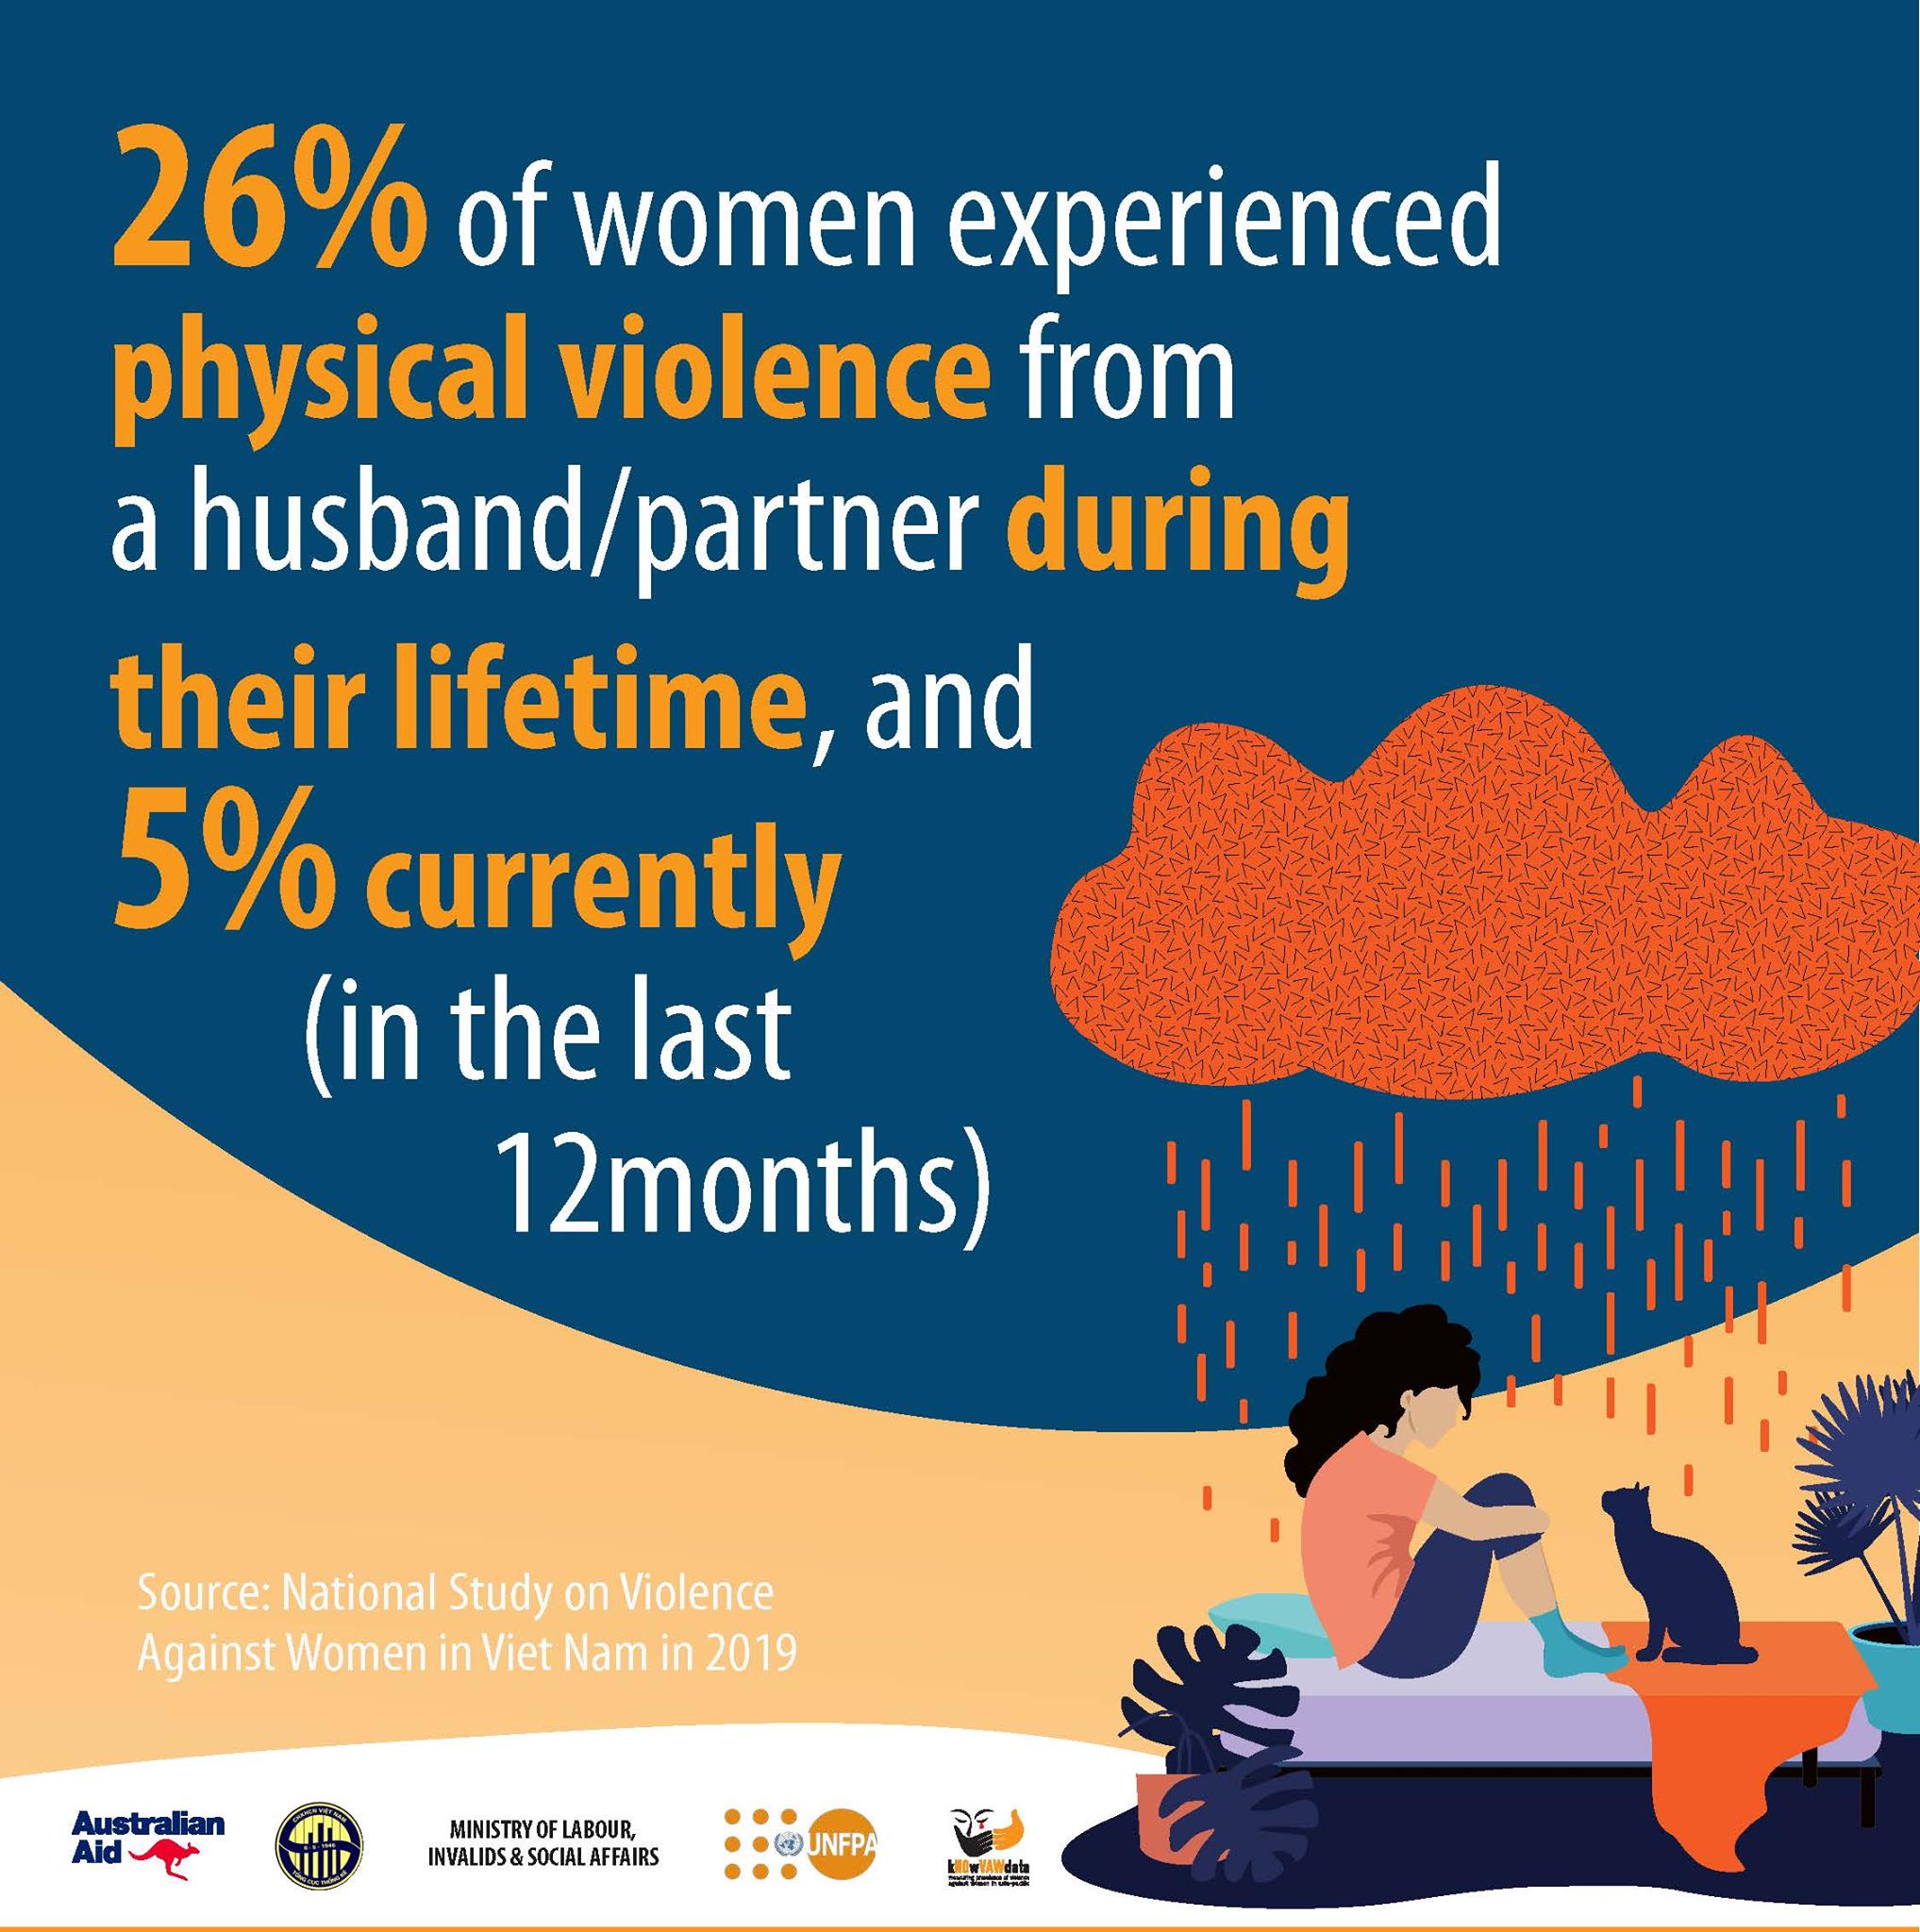 26% of women experienced
physical violence from
a husband/partner during
their lifetime, and
5% currently
(in the last
12months)
Source: National Study on Violence
Against Women in Viet Nam in 2019
Australian
Aid
MINISTRY OF LABOUR,
INVALIDS & SOCIAL AFFAIRS
UNFPA
kNOwVAWdata